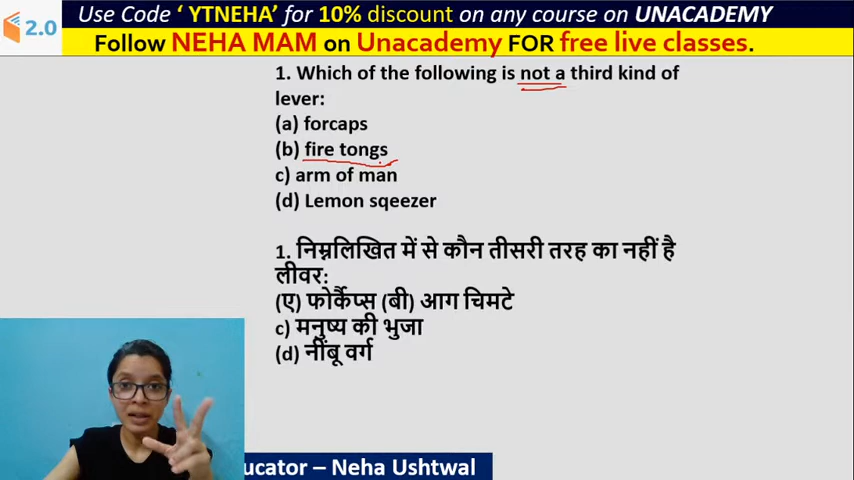 2.0
Use Code ‘ YTNEHA’ for 10% discount on any course on UNACADEMY
Follow NEHA MAM on Unacademy FOR free live classes.
1. Which of the following is not a third kind of
lever:
(a) forcaps
(b) fire tongs
c) arm of man
(d) Lemon sqeezer
1. निम्नलिखित में से कौन तीसरी तरह का नहीं है
लीवर:
(ए) फोर्कैप्स (बी) आग चिमटे
c) मनुष्य की भुजा
(d) नींबू वर्ग
ucator – Neha Ushtwal